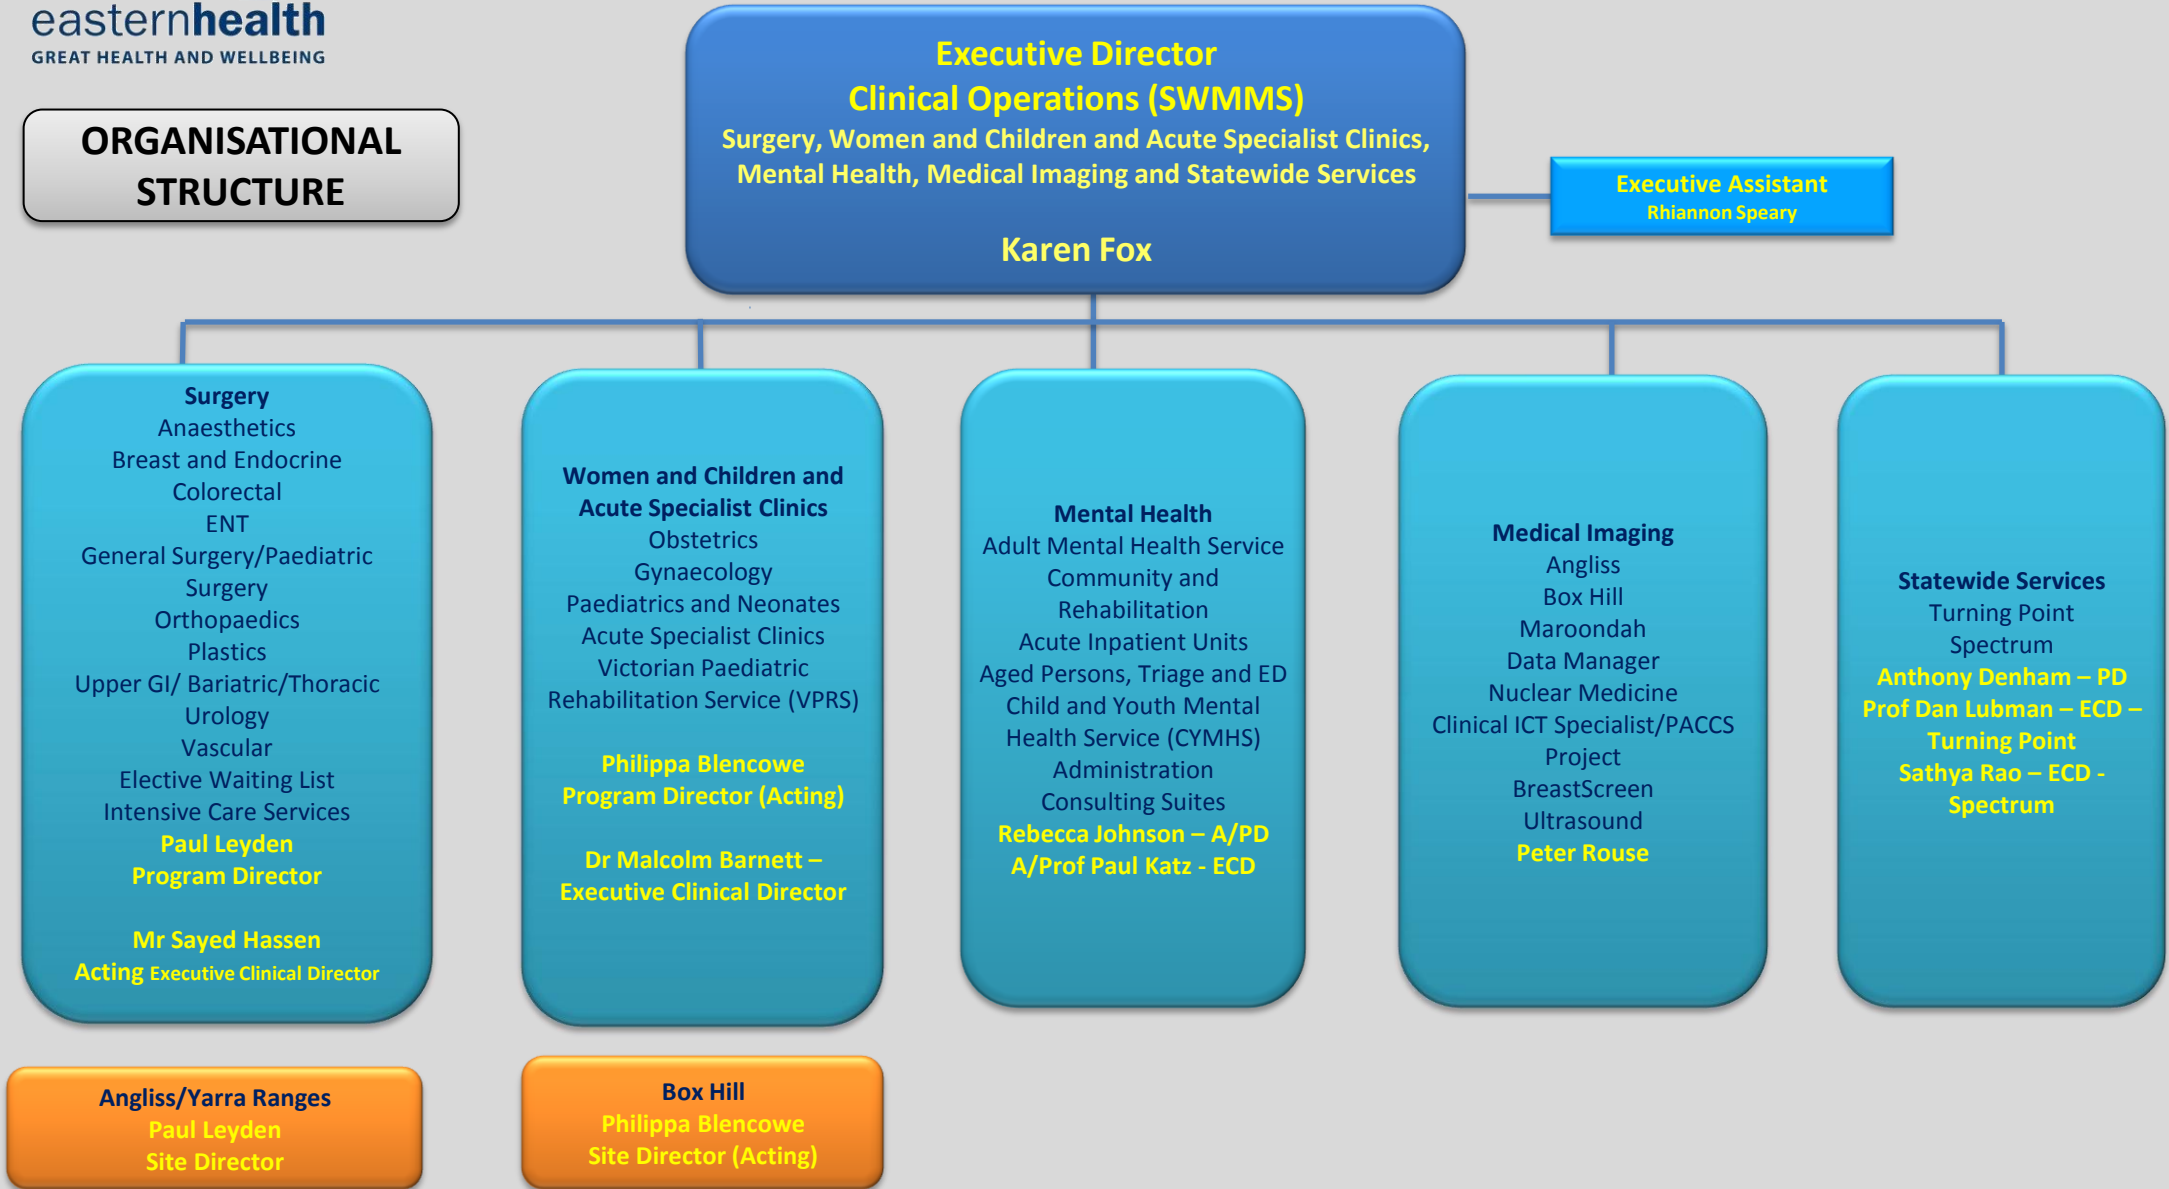 easternhealth
GREAT HEALTH AND WELLBEING
ORGANISATIONAL
STRUCTURE
Executive Director
Clinical Operations (SWMMS)
Surgery, Women and Children and Acute Specialist Clinics,
Mental Health, Medical Imaging and Statewide Services
Karen Fox
Executive Assistant
Rhiannon Speary
Surgery
Anaesthetics
Breast and Endocrine
Colorectal
ENT
General Surgery/Paediatric
Surgery
Orthopaedics
Plastics
Upper GI/ Bariatric/Thoracic
Urology
Vascular
Elective Waiting List
Intensive Care Services
Paul Leyden
Program Director
Mr Sayed Hassen
Acting Executive Clinical Director
Women and Children and
Acute Specialist Clinics
Obstetrics
Gynaecology
Paediatrics and Neonates
Acute Specialist Clinics
Victorian Paediatric
Rehabilitation Service (VPRS)
Philippa Blencowe
Program Director (Acting)
Dr Malcolm Barnett –
Executive Clinical Director
Mental Health
Adult Mental Health Service
Community and
Rehabilitation
Acute Inpatient Units
Aged Persons, Triage and ED
Child and Youth Mental
Health Service (CYMHS)
Administration
Consulting Suites
Rebecca Johnson – A/PD
A/Prof Paul Katz - ECD
Medical Imaging
Angliss
Box Hill
Maroondah
Data Manager
Nuclear Medicine
Clinical ICT Specialist/PACCS
Project
BreastScreen
Ultrasound
Peter Rouse
Statewide Services
Turning Point
Spectrum
Anthony Denham – PD
Prof Dan Lubman – ECD –
Turning Point
Sathya Rao – ECD -
Spectrum
Angliss/Yarra Ranges
Paul Leyden
Site Director
Box Hill
Philippa Blencowe
Site Director (Acting)